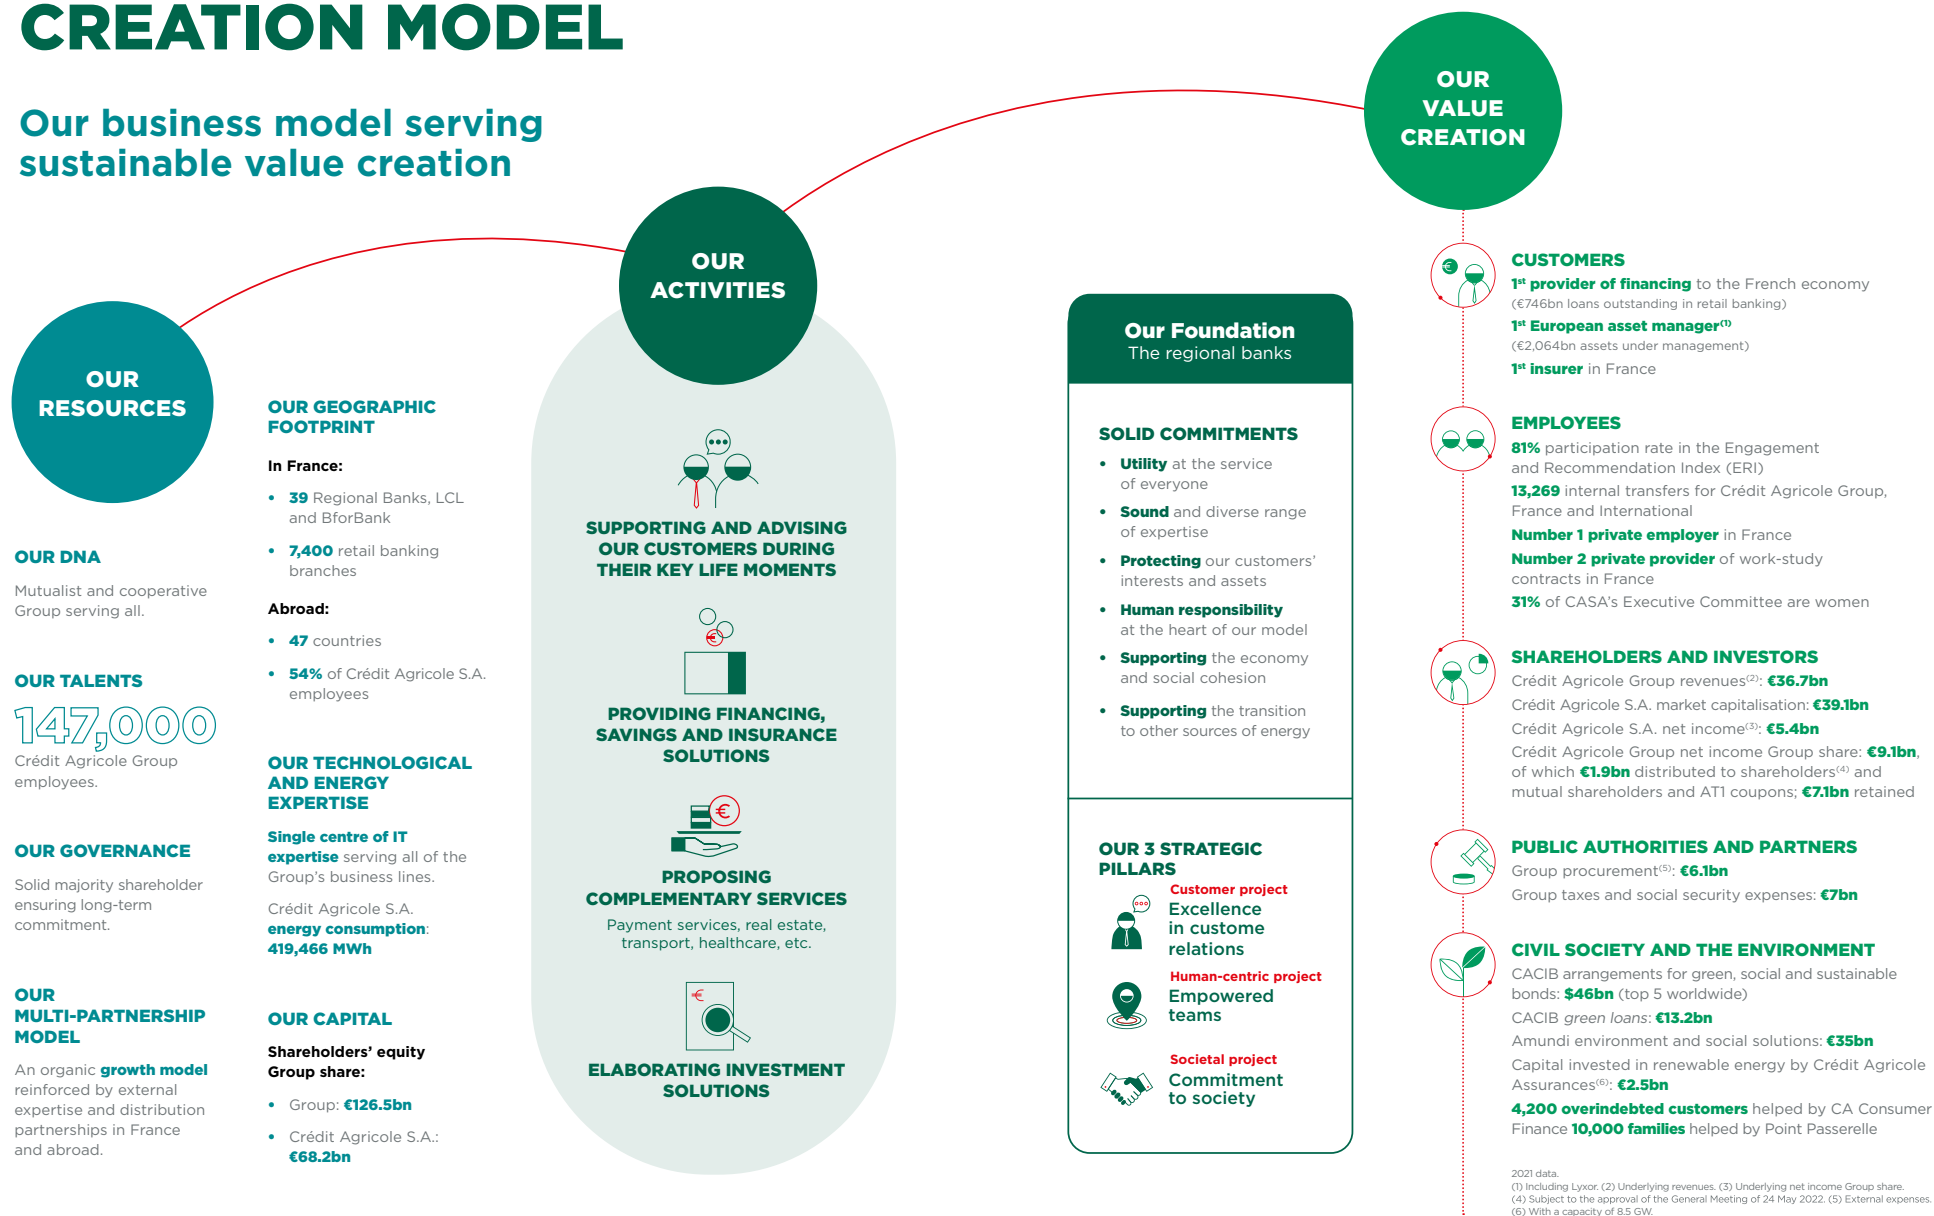 CREATION MODEL
Our business model serving
sustainable value creation
OUR
RESOURCES
OUR DNA
Mutualist and cooperative
Group serving all.
OUR TALENTS
147,000
Crédit Agricole Group
employees.
OUR GOVERNANCE
Solid majority shareholder
ensuring long-term
commitment.
OUR
MULTI-PARTNERSHIP
MODEL
An organic growth model
reinforced by external
expertise and distribution
partnerships in France
and abroad.
OUR GEOGRAPHIC
FOOTPRINT
In France:
• 39 Regional Banks, LCL
and BforBank
• 7,400 retail banking
branches
Abroad:
• 47 countries
• 54% of Crédit Agricole S.A.
employees
OUR TECHNOLOGICAL
AND ENERGY
EXPERTISE
Single centre of IT
expertise serving all of the
Group's business lines.
Crédit Agricole S.A.
energy consumption:
419,466 MWh
OUR CAPITAL
Shareholders' equity
Group share:
• Group: €126.5bn
• Crédit Agricole S.A.:
€68.2bn
OUR
ACTIVITIES
SUPPORTING AND ADVISING
OUR CUSTOMERS DURING
THEIR KEY LIFE MOMENTS
€
PROVIDING FINANCING,
SAVINGS AND INSURANCE
SOLUTIONS
€
PROPOSING
COMPLEMENTARY SERVICES
Payment services, real estate,
transport, healthcare, etc.
€
ELABORATING INVESTMENT
SOLUTIONS
Our Foundation
The regional banks
SOLID COMMITMENTS
• Utility at the service
of everyone
• Sound and diverse range
of expertise
• Protecting our customers'
interests and assets
• Human responsibility
at the heart of our model
• Supporting the economy
and social cohesion
• Supporting the transition
to other sources of energy
OUR 3 STRATEGIC
PILLARS
Customer project
Excellence
in custome
relations
Human-centric project
Empowered
teams
Societal project
Commitment
to society
OUR
VALUE
CREATION
€
CUSTOMERS
1st provider of financing to the French economy
(€746bn loans outstanding in retail banking)
1st European asset manager(1)
(€2,064bn assets under management)
1st insurer in France
EMPLOYEES
81% participation rate in the Engagement
and Recommendation Index (ERI)
13,269 internal transfers for Crédit Agricole Group,
France and International
Number 1 private employer in France
Number 2 private provider of work-study
contracts in France
31% of CASA's Executive Committee are women
SHAREHOLDERS AND INVESTORS
Crédit Agricole Group revenues(2): €36.7bn
Crédit Agricole S.A. market capitalisation: €39.1bn
Crédit Agricole S.A. net income(3): €5.4bn
Crédit Agricole Group net income Group share: €9.1bn,
of which €1.9bn distributed to shareholders(4) and
mutual shareholders and AT1 coupons; €7.1bn retained
PUBLIC AUTHORITIES AND PARTNERS
Group procurement(5): €6.1bn
Group taxes and social security expenses: €7bn
CIVIL SOCIETY AND THE ENVIRONMENT
CACIB arrangements for green, social and sustainable
bonds: $46bn (top 5 worldwide)
CACIB green loans: €13.2bn
Amundi environment and social solutions: €35bn
Capital invested in renewable energy by Crédit Agricole
Assurances(6): €2.5bn
4,200 overindebted customers helped by CA Consumer
Finance 10,000 families helped by Point Passerelle
2021 data.
(1) Including Lyxor. (2) Underlying revenues. (3) Underlying net income Group share.
(4) Subject to the approval of the General Meeting of 24 May 2022. (5) External expenses.
(6) With a capacity of 8.5 GW.